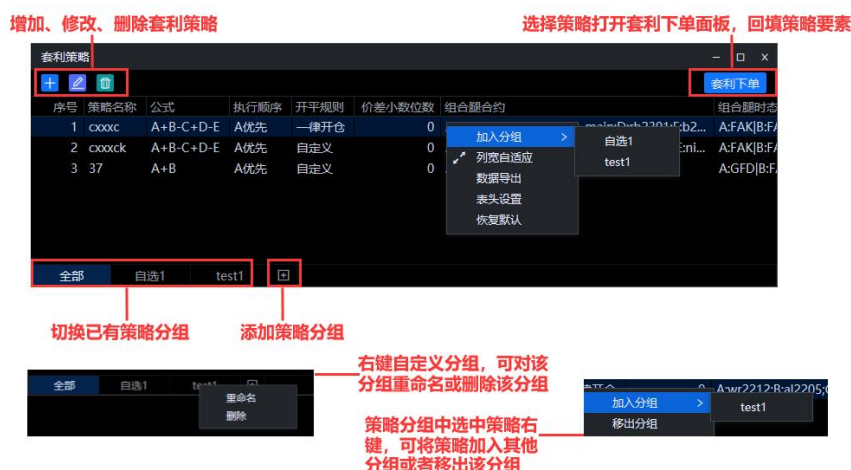 增加、修改、删除套利策略
选择策略打开套利下单面板，回填策略要素
套利策略
套利下单
序号 策略名称 公式 执行顺序 开平规则 价差小数位数 组合腿合约 组合腿时态
1 cxxxc A+B-C+D-E A优先 一律开仓 0 main;D:rb2201;E:b2... A:FAK|B:FA
2 cxxxck A+B-C+D-E A优先 自定义 0 E:ni... A:FAK|B:FA
3 37 A+B A优先 自定义 0 A:GFD|B:F
加入分组 >
列宽自适应
数据导出
表头设置
恢复默认
自选1
test1
全部 自选1 test1
切换已有策略分组
添加策略分组
右键自定义分组，可对该
分组重命名或删除该分组
全部 自选1
重命名
删除
策略分组中选中策略右
键，可将策略加入其他
分组或者移出该分组
0 A:wr2212;B:al2205;
加入分组 >
移出分组
test1